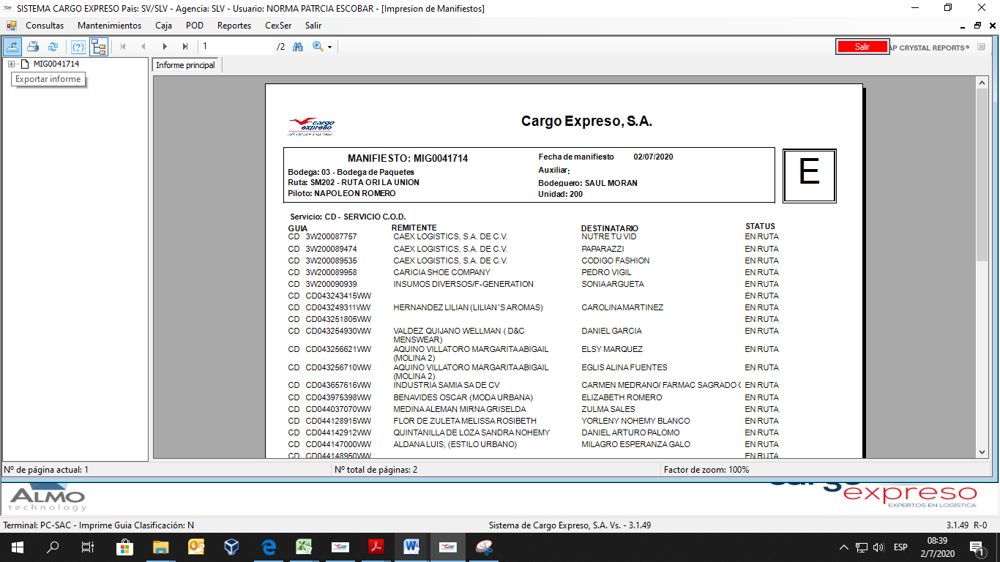 SISTEMA CARGO EXPRESO Pais: SV/SLV - Agencia: SLV - Usuario: NORMA PATRCIA ESCOBAR - [Impresion de Manifiestos]
Consultas Mantenimientos Caja POD Reportes CexSer Salir
1 /2 Salir AP CRYSTAL REPORTS®
MIG0041714 Informe principal
Exportar informe
cargo expreso
Cargo Expreso, S.A.
MANIFIESTO: MIG0041714 Fecha de manifiesto 02/07/2020
Bodega: 03 - Bodega de Paquetes Auxiliar:
Ruta: SM202 - RUTA ORI LA UNION Bodeguero: SAUL MORAN
Piloto: NAPOLEON ROMERO Unidad: 200
E
Servicio: CD - SERVICIO C.O.D.
GUIA REMITENTE DESTINATARIO STATUS
CD 3W200087757 CAEX LOGISTICS, S.A. DE C.V. NUTRE TU VID EN RUTA
CD 3W200089474 CAEX LOGISTICS, S.A. DE C.V. PAPARAZZI EN RUTA
CD 3W200089535 CAEX LOGISTICS, S.A. DE C.V. CODIGO FASHION EN RUTA
CD 3W200089958 CARICIA SHOE COMPANY PEDRO VIGIL EN RUTA
CD 3W200090939 INSUMOS DIVERSOS/F-GENERATION SONIA ARGUETA EN RUTA
CD CD043243415WW EN RUTA
CD CD043249311WW HERNANDEZ LILIAN (LILIAN´S AROMAS) CAROLINA MARTINEZ EN RUTA
CD CD043251805WW EN RUTA
CD CD043254930WW VALDEZ QUIJANO WELLMAN ( D&C DANIEL GARCIA EN RUTA
MENSWEAR)
CD CD043256621WW AQUINO VILLATORO MARGARITA ABIGAIL ELSY MARQUEZ EN RUTA
(MOLINA 2)
CD CD043256710WW AQUINO VILLATORO MARGARITA ABIGAIL EGLIS ALINA FUENTES EN RUTA
(MOLINA 2)
CD CD043657616WW INDUSTRIA SAMIA SA DE CV CARMEN MEDRANO/ FARMAC SAGRADO EN RUTA
CD CD043975398WW BENAVIDES OSCAR (MODA URBANA) ELIZABETH ROMERO EN RUTA
CD CD044037070WW MEDINA ALEMAN MIRNA GRISELDA ZULMA SALES EN RUTA
CD CD044128915WW FLOR DE ZULETA MELISSA ROSIBETH YORLENY NOHEMY BLANCO EN RUTA
CD CD044142912WW QUINTANILLA DE LOZA SANDRA NOHEMY DANIEL ARTURO PALOMO EN RUTA
CD CD044147000WW ALDANA LUIS, (ESTILO URBANO) MILAGRO ESPERANZA GALO EN RUTA
CD CD044148950WW EN RUTA
Nº de página actual: 1 Nº total de páginas: 2 Factor de zoom: 100%
ALMO
technology
cargo expreso
EXPERTOS EN LOGÍSTICA
Terminal: PC-SAC - Imprime Guia Clasificación: N Sistema de Cargo Expreso, S.A. Vs. - 3.1.49 3.1.49 R-0
ESP 08:39
2/7/2020 1